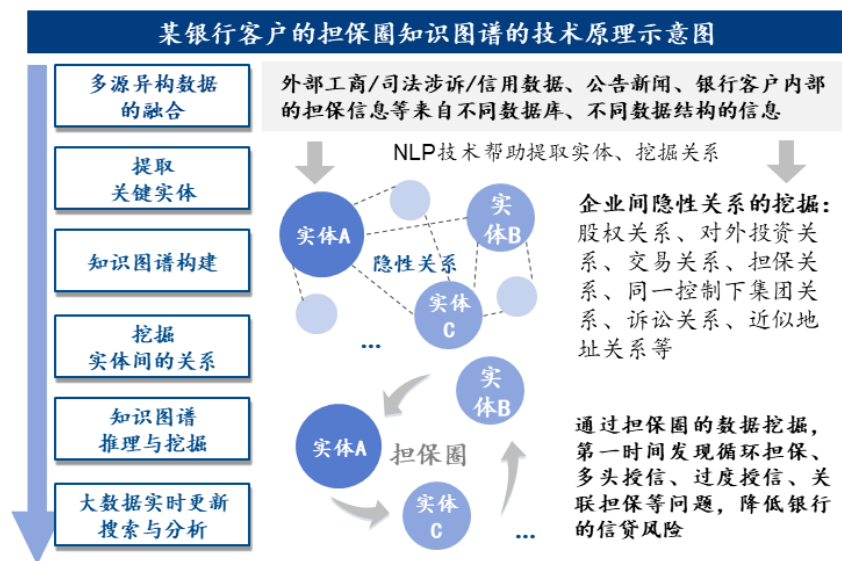 某银行客户的担保圈知识图谱的技术原理示意图
多源异构数据
的融合
外部工商/司法涉诉/信用数据、公告新闻、银行客户内部
的担保信息等来自不同数据库、不同数据结构的信息
提取
关键实体
知识图谱构建
挖掘
实体间的关系
知识图谱
推理与挖掘
大数据实时更新
搜索与分析
NLP技术帮助提取实体、挖掘关系
实体A
实
体B
隐性关系
实体
C
...
企业间隐性关系的挖掘：
股权关系、对外投资关
系、交易关系、担保关
系、同一控制下集团关
系、诉讼关系、近似地
址关系等
实
体B
实体A
担保圈
实体
C
...
通过担保圈的数据挖掘，
第一时间发现循环担保、
多头授信、过度授信、关
联担保等问题，降低银行
的信贷风险